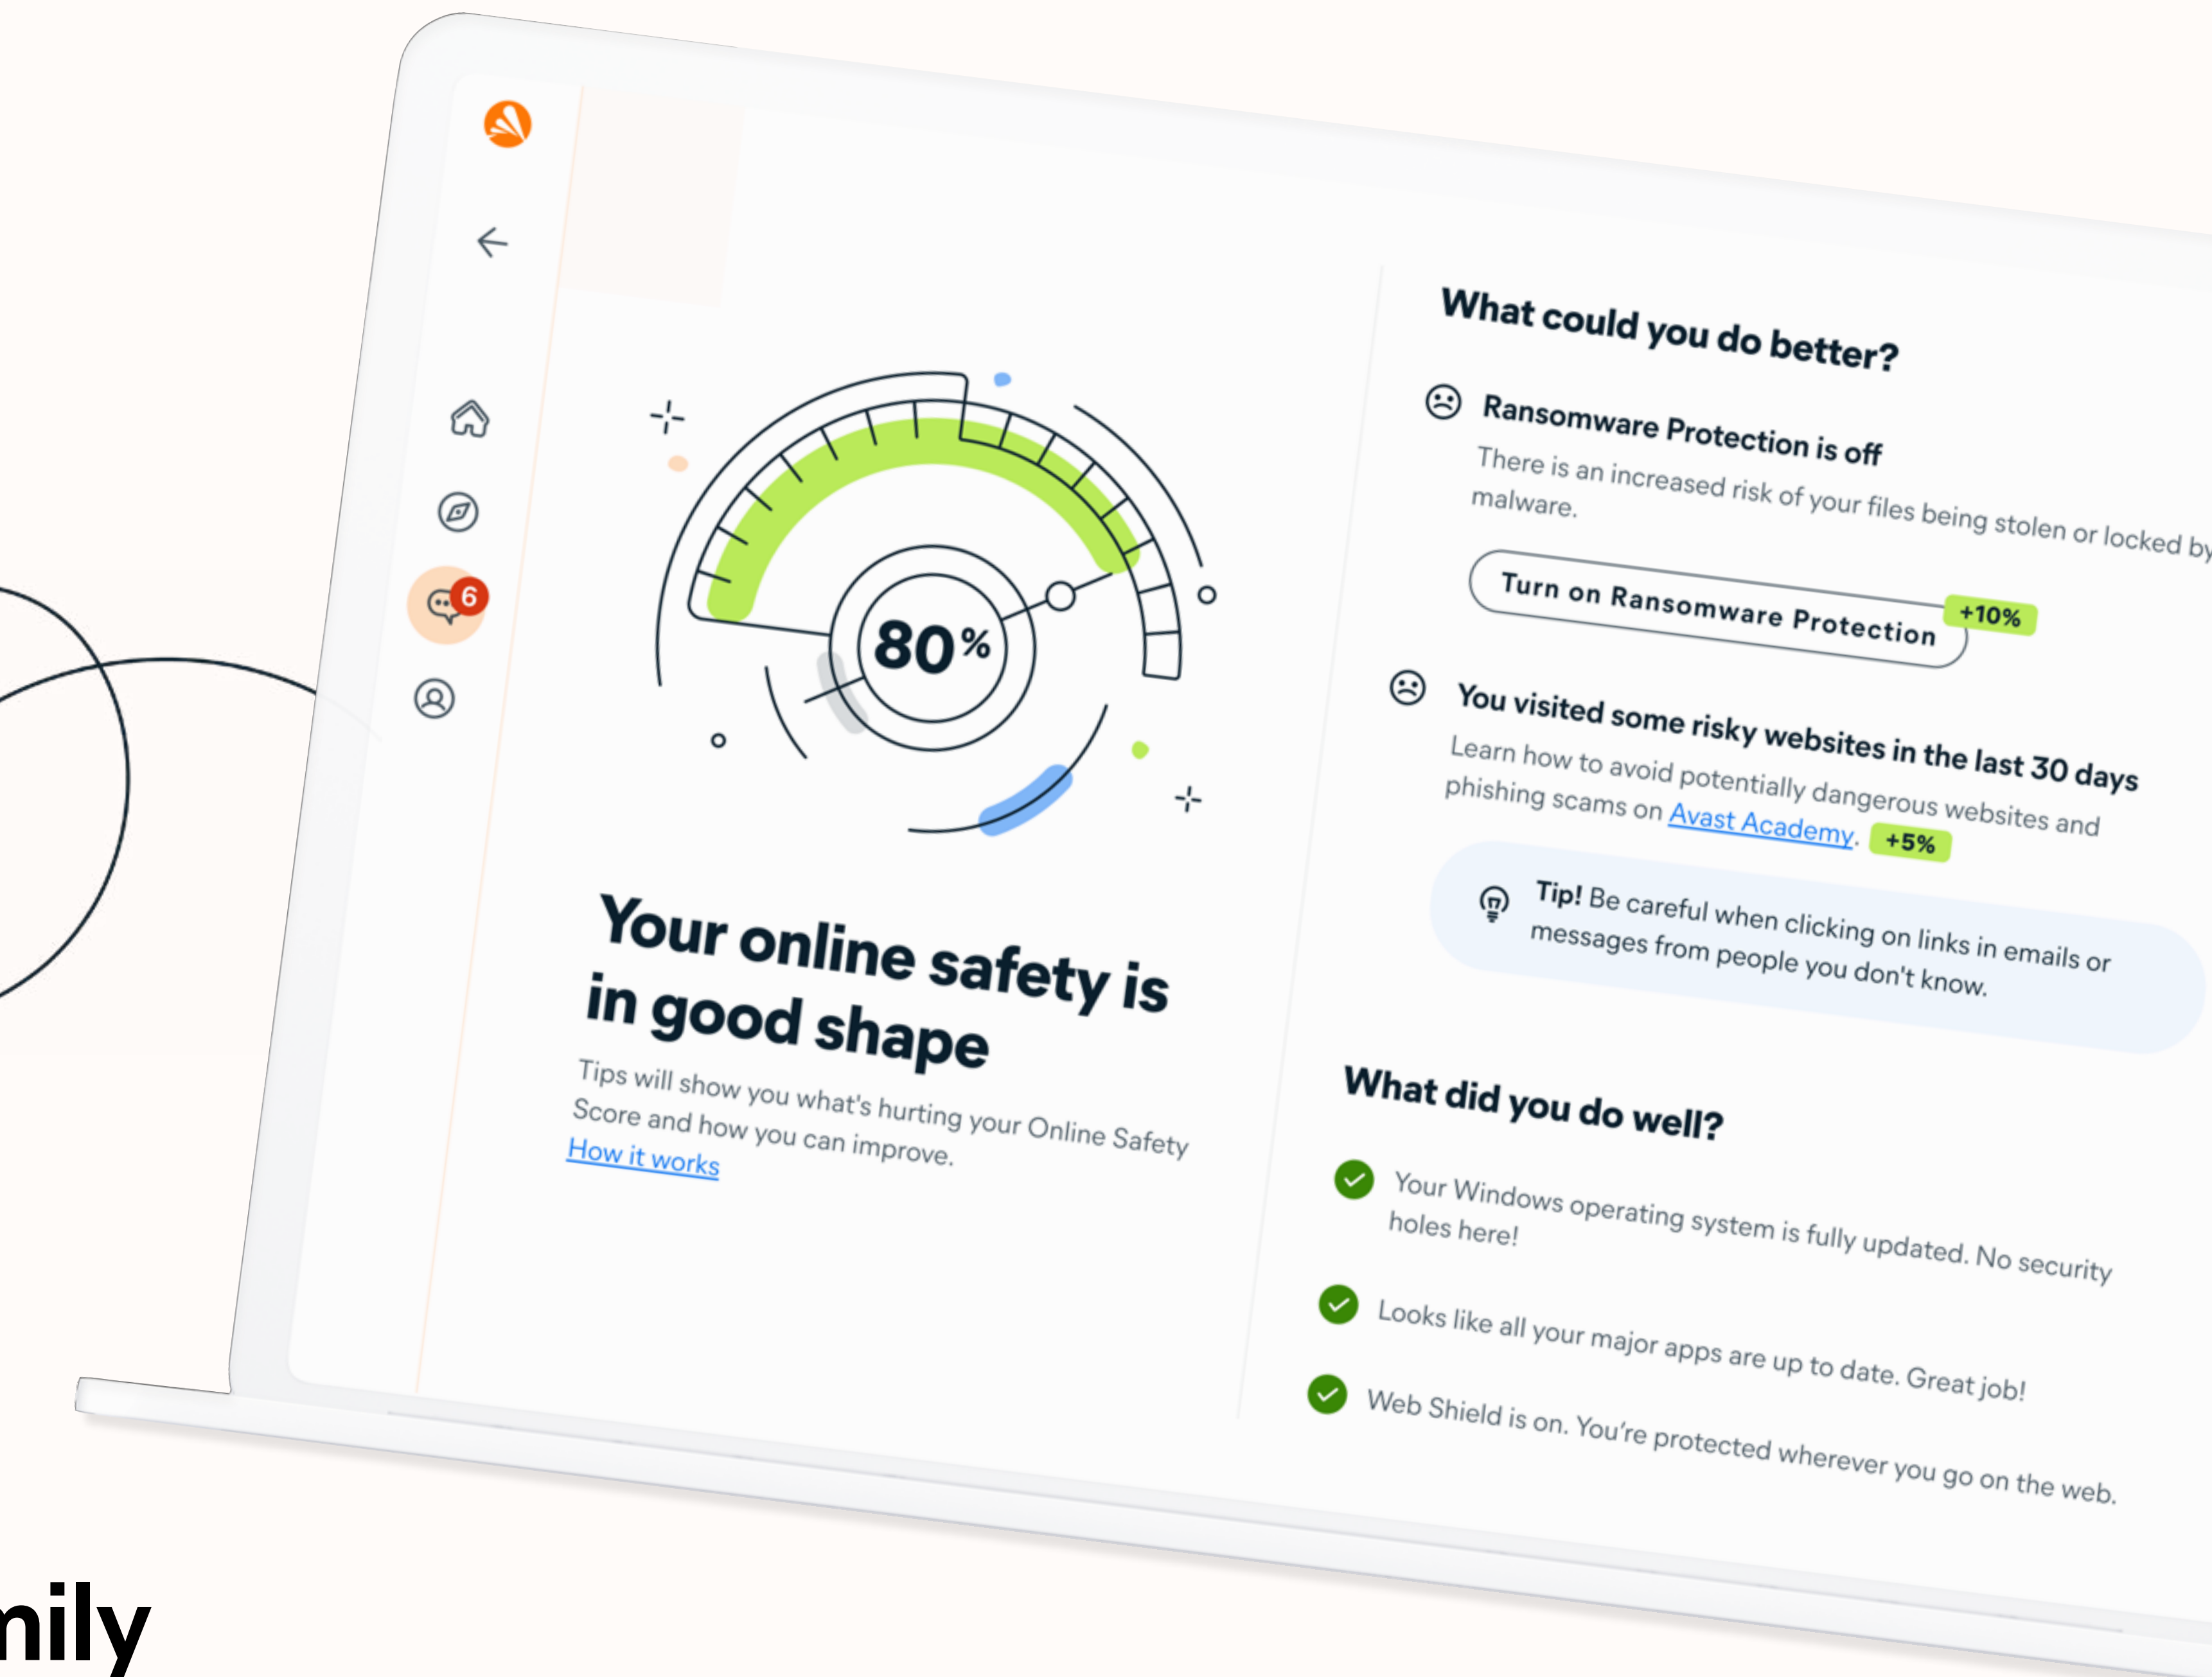 6
80%
Your online safety is
in good shape
Tips will show you what's hurting your Online Safety
Score and how you can improve.
How it works
What could you do better?
Ransomware Protection is off
There is an increased risk of your files being stolen or locked by
malware.
Turn on Ransomware Protection
+10%
You visited some risky websites in the last 30 days
Learn how to avoid potentially dangerous websites and
phishing scams on Avast Academy. +5%
Tip! Be careful when clicking on links in emails or
messages from people you don't know.
What did you do well?
Your Windows operating system is fully updated. No security
holes here!
Looks like all your major apps are up to date. Great job!
Web Shield is on. You’re protected wherever you go on the web.